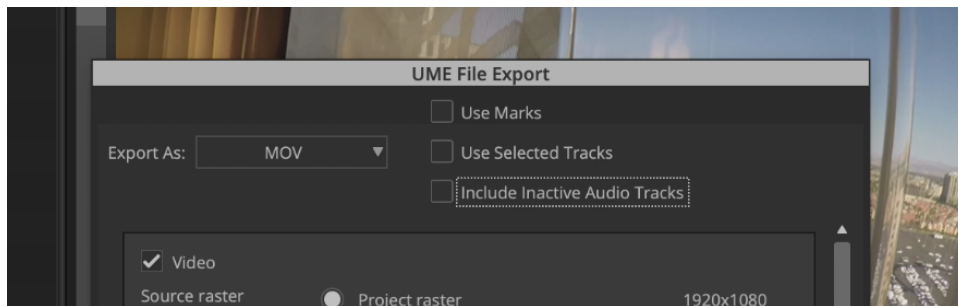 UME File Export
Use Marks
Export As: MOV Use Selected Tracks
Include Inactive Audio Tracks
Video
Source raster Project raster 1920x1080